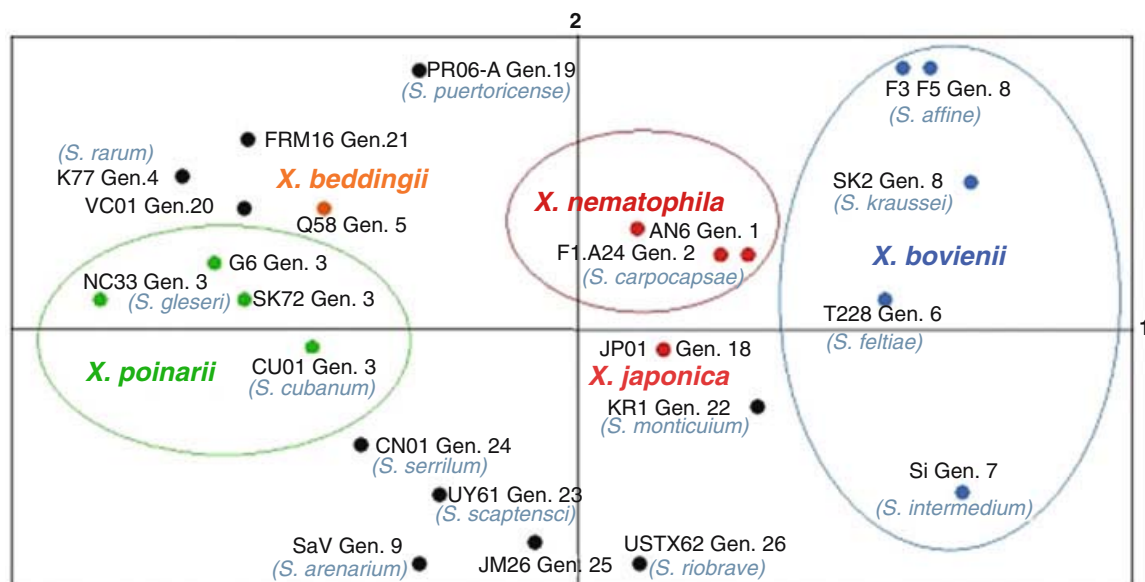 2
PR06-A Gen.19
(S. puertoricense)
F3 F5 Gen. 8
(S. affine)
FRM16 Gen.21
(S. rarum)
K77 Gen.4
X. beddingii
SK2 Gen. 8
(S. kraussei)
VC01 Gen.20
Q58 Gen. 5
X. nematophila
AN6 Gen. 1
F1.A24 Gen. 2
(S. carpocapsae)
X. bovienii
G6 Gen. 3
NC33 Gen. 3
(S. gleseri)
SK72 Gen. 3
T228 Gen. 6
(S. feltiae)
1
JP01 Gen. 18
X. japonica
X. poinarii
CU01 Gen. 3
(S. cubanum)
KR1 Gen. 22
(S. monticuium)
CN01 Gen. 24
(S. serrilum)
Si Gen. 7
(S. intermedium)
UY61 Gen. 23
(S. scaptensci)
SaV Gen. 9
(S. arenarium)
JM26 Gen. 25
USTX62 Gen. 26
(S. riobrave)